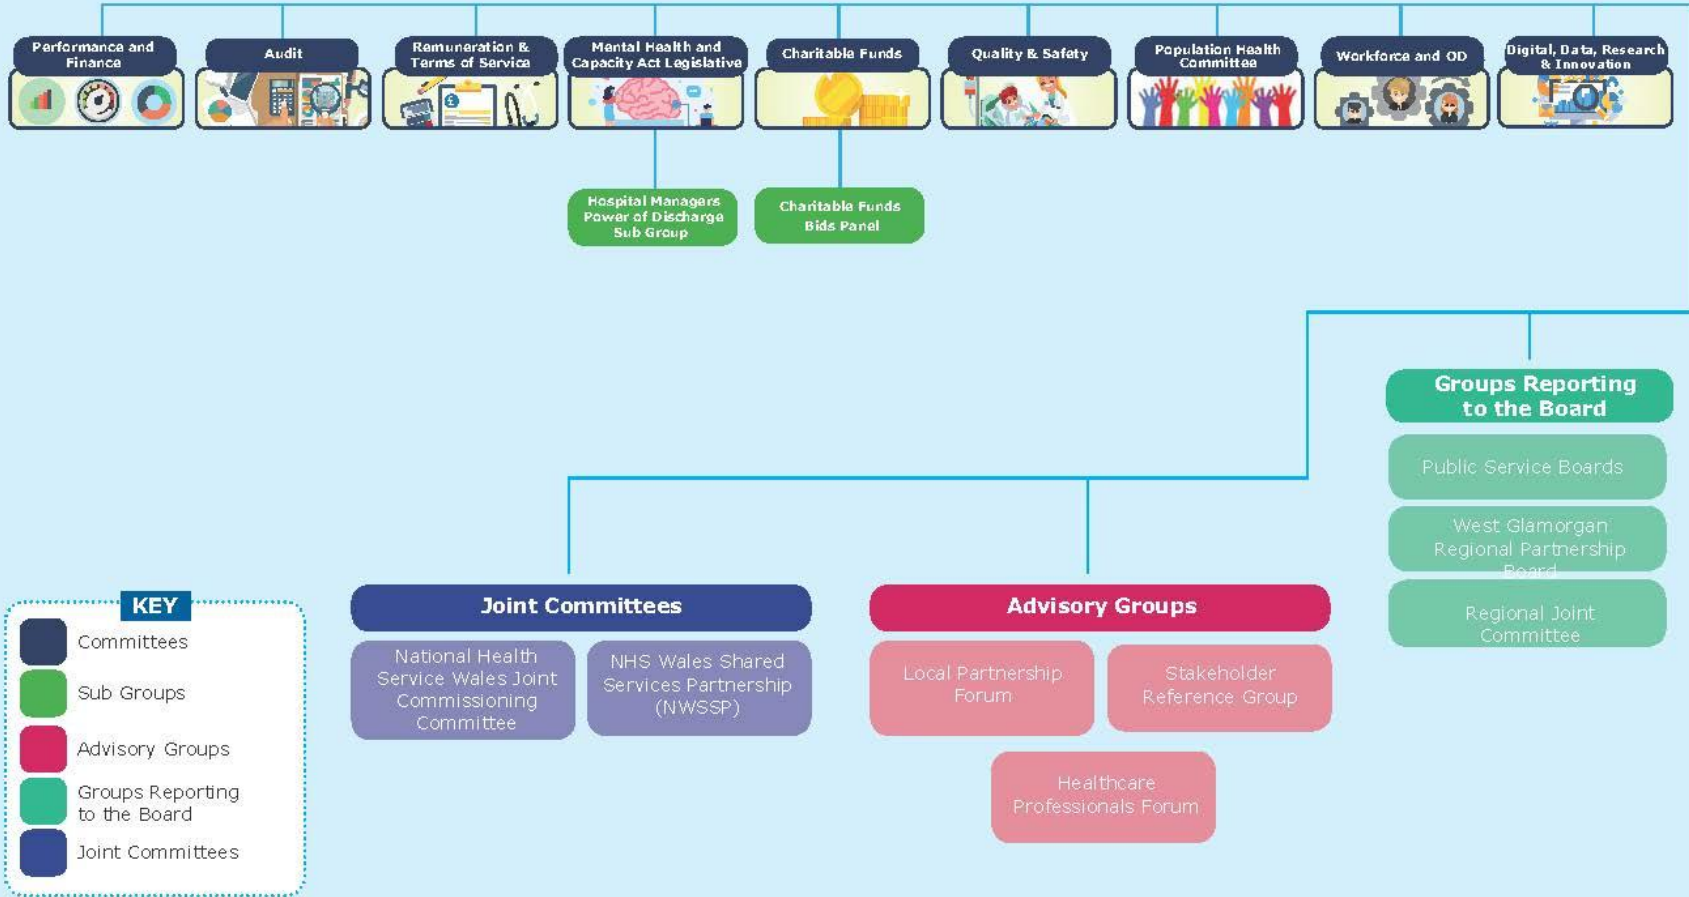 Performance and
Finance
Audit
Remuneration &
Terms of Service
Mental Health and
Capacity Act Legislative
Charitable Funds
Quality & Safety
Population Health
Committee
Workforce and OD
Digital, Data, Research
& Innovation
Hospital Managers
Power of Discharge
Sub Group
Charitable Funds
Bids Panel
Groups Reporting
to the Board
Public Service Boards
West Glamorgan
Regional Partnership
Board
Regional Joint
Committee
Joint Committees
National Health
Service Wales Joint
Commissioning
Committee
NHS Wales Shared
Services Partnership
(NWSSP)
Advisory Groups
Local Partnership
Forum
Stakeholder
Reference Group
Healthcare
Professionals Forum
KEY
Committees
Sub Groups
Advisory Groups
Groups Reporting
to the Board
Joint Committees